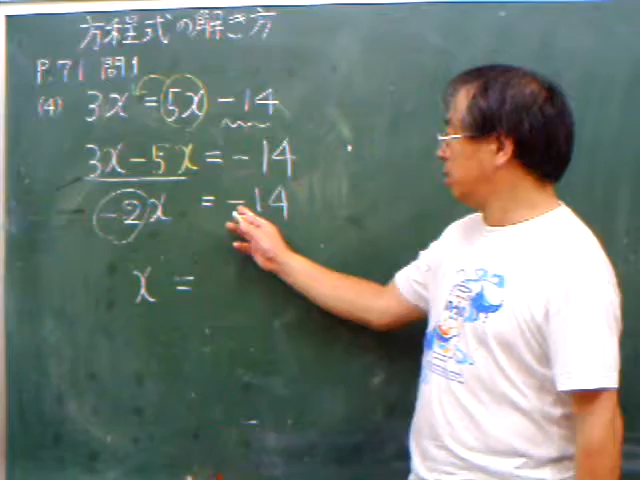 方程式の解き方
P.71 問1
(4) 3x = 5x - 14
3x - 5x = -14
-2x = -14
x =